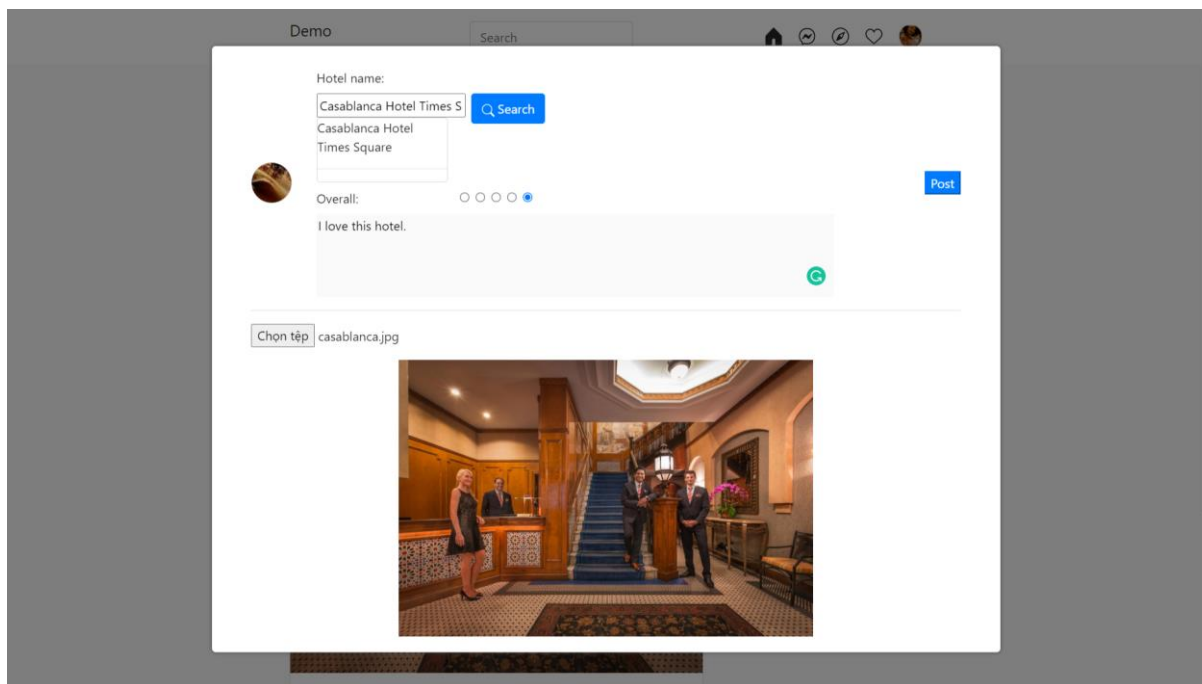 Demo
Search
Hotel name:
Casablanca Hotel Times S
Search
Casablanca Hotel
Times Square
Post
Overall:
I love this hotel.
Chọn tệp casablanca.jpg